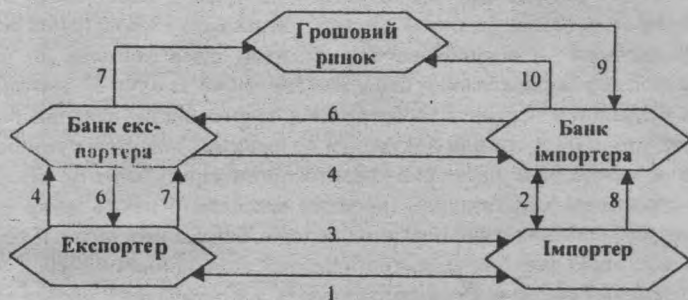 Грошовий
ринок
7
10
9
Банк екс-
портера
6
Банк
імпортера
4
4
6
7
2
8
Експортер
3
Імпортер
1